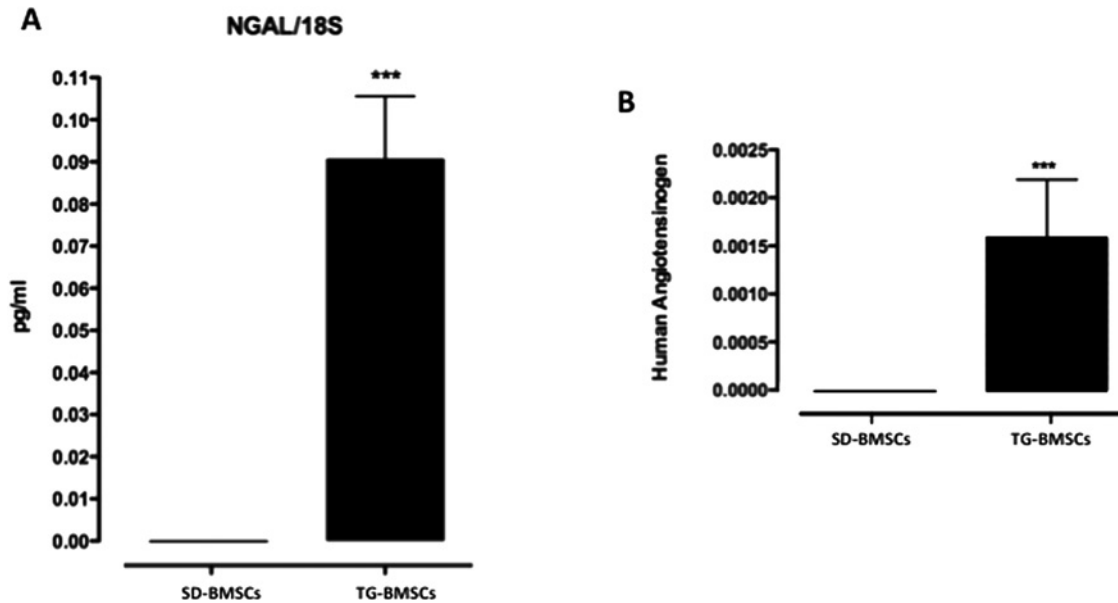 A
NGAL/18S
pg/ml
0.11
0.10
0.09
0.08
0.07
0.06
0.05
0.04
0.03
0.02
0.01
0.00
***
SD-BMSCs
TG-BMSCs
B
Human Angiotensinogen
0.0025
0.0020
0.0015
0.0010
0.0005
0.0000
***
SD-BMSCs
TG-BMSCs